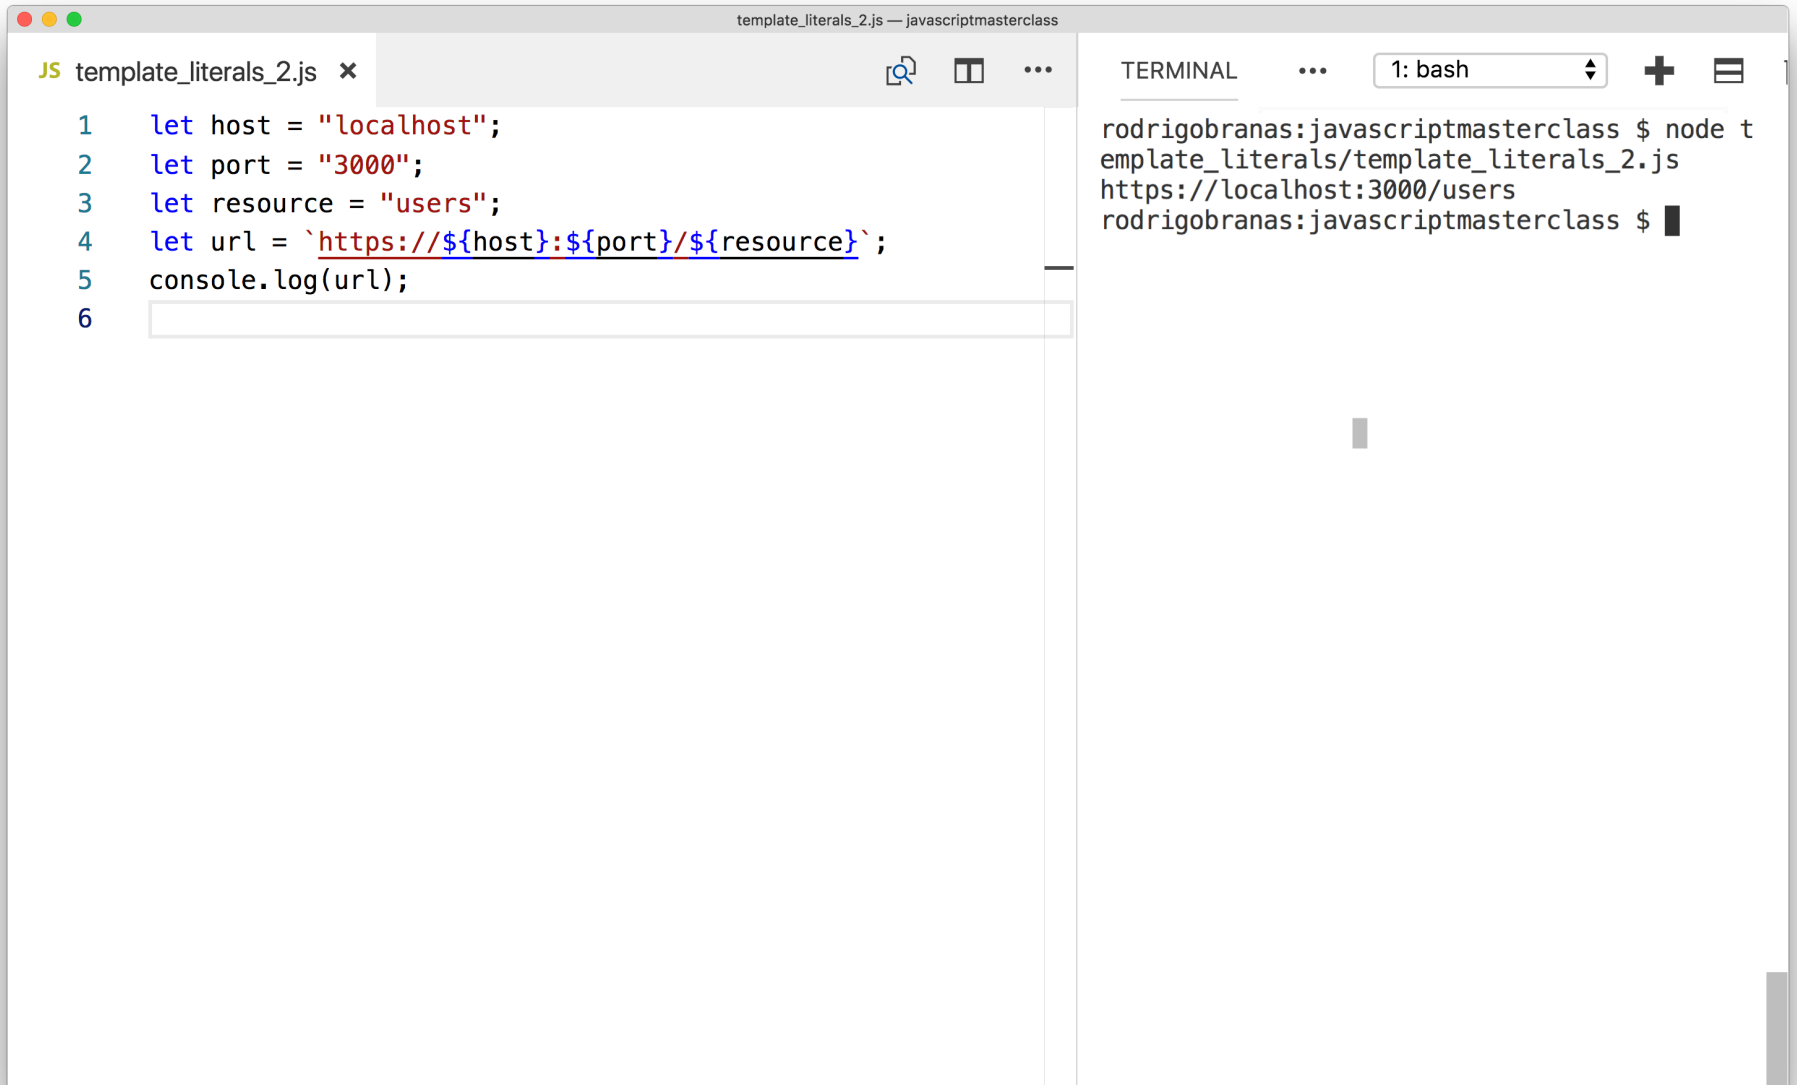 template_literals_2.js — javascriptmasterclass
JS template_literals_2.js
TERMINAL
1: bash
1 let host = "localhost";
2 let port = "3000";
3 let resource = "users";
4 let url = `https://${host}:${port}/${resource}`;
5 console.log(url);
6
rodrigobranas:javascriptmasterclass $ node t
emplate_literals/template_literals_2.js
https://localhost:3000/users
rodrigobranas:javascriptmasterclass $